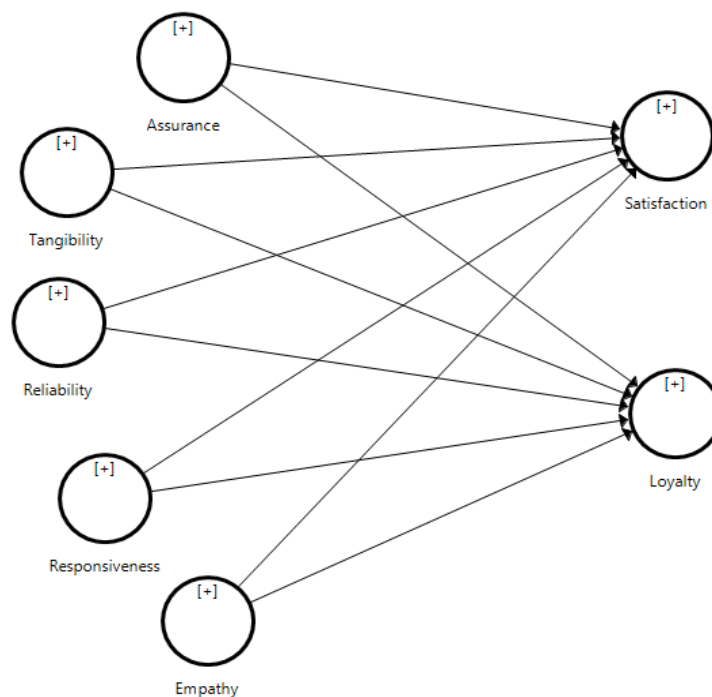 [+]
Assurance
[+]
Satisfaction
[+]
Tangibility
[+]
Reliability
[+]
Loyalty
[+]
Responsiveness
[+]
Empathy